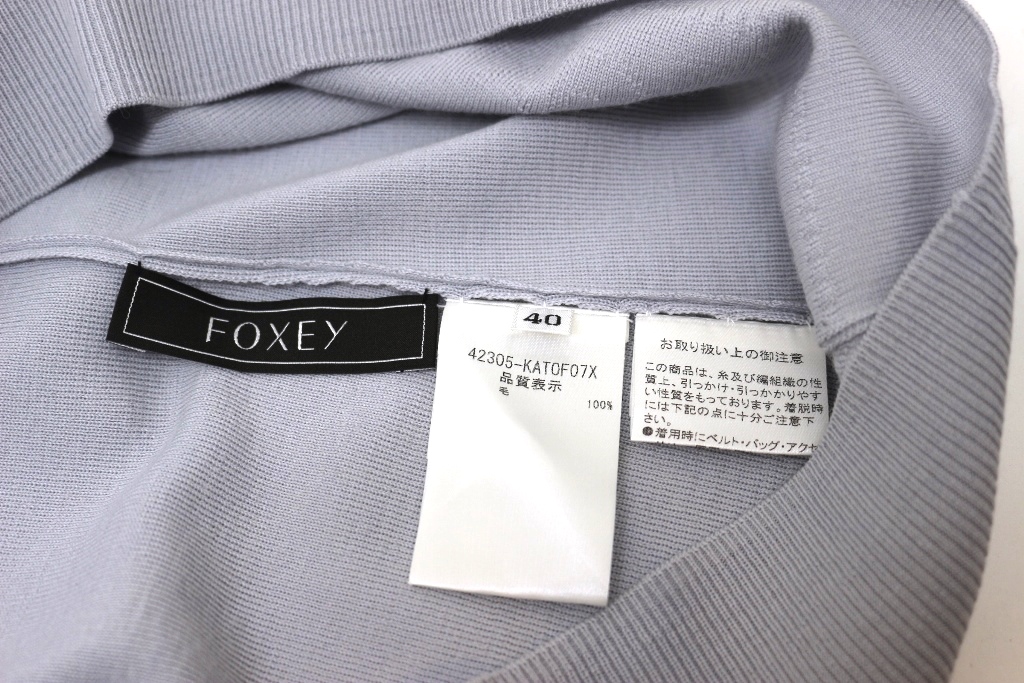 FOXEY
40
42305-KATOF07X
品質表示
毛 100%
お取り扱い上の御注意
この商品は、糸及び編組織の性
質上、引っかけ・引っかかりやす
い性質をもっております。着脱時
には下記の点に十分ご注意下
さい。
●着用時にベルト・バッグ・アクセ